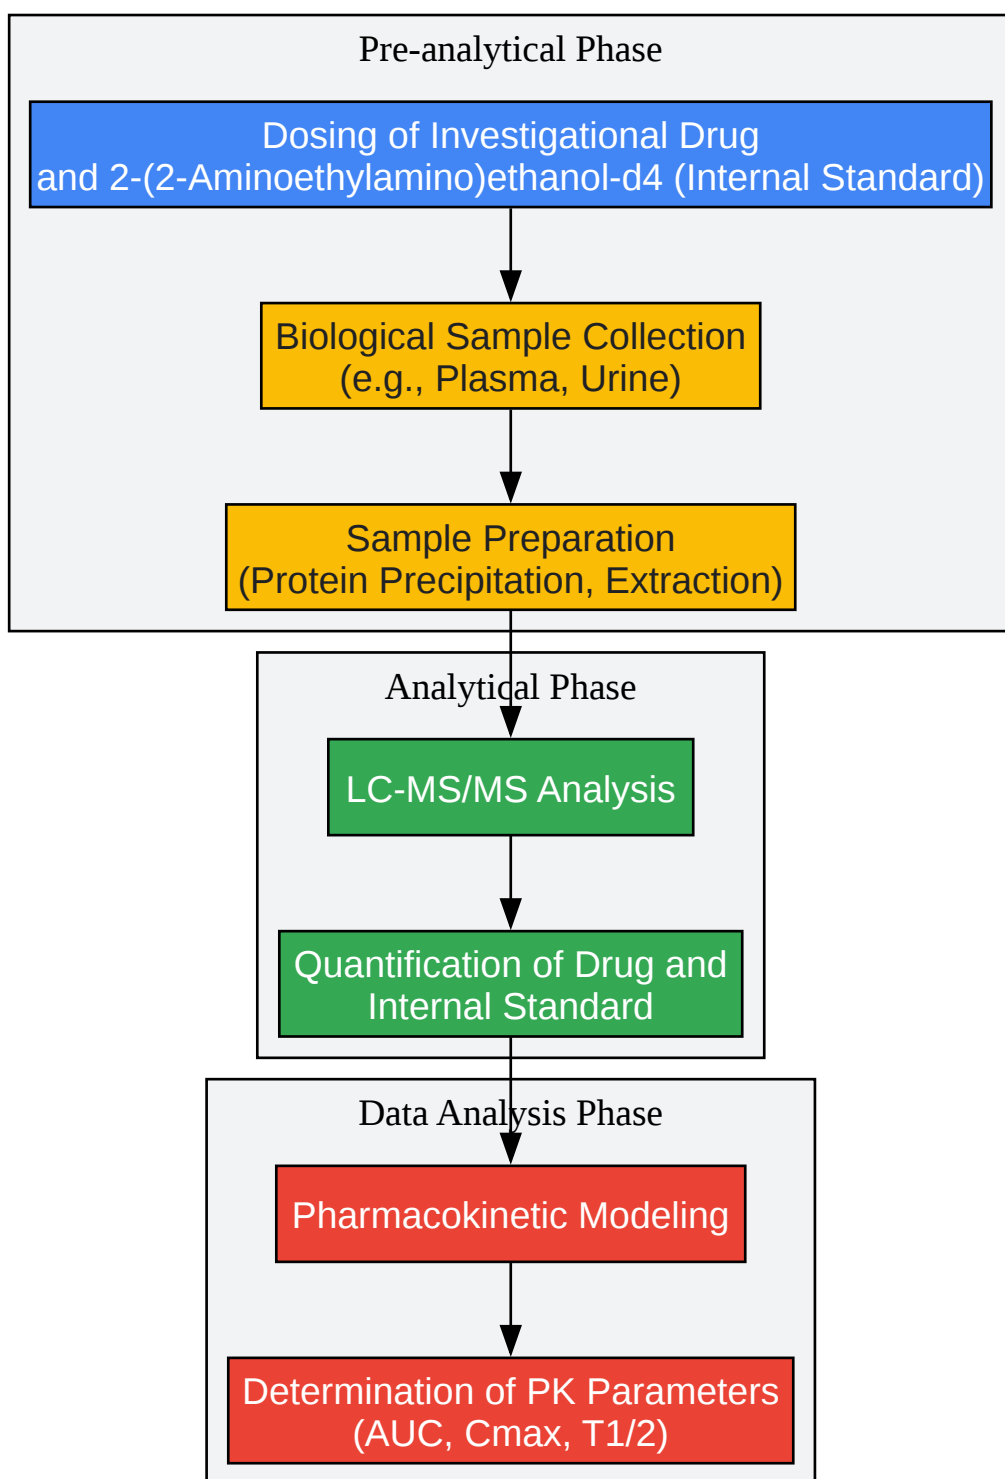 Pre-analytical Phase
Dosing of Investigational Drug
and 2-(2-Aminoethylamino)ethanol-d4 (Internal Standard)
Biological Sample Collection
(e.g., Plasma, Urine)
Sample Preparation
(Protein Precipitation, Extraction)
Analytical Phase
LC-MS/MS Analysis
Quantification of Drug and
Internal Standard
Data Analysis Phase
Pharmacokinetic Modeling
Determination of PK Parameters
(AUC, Cmax, T1/2)